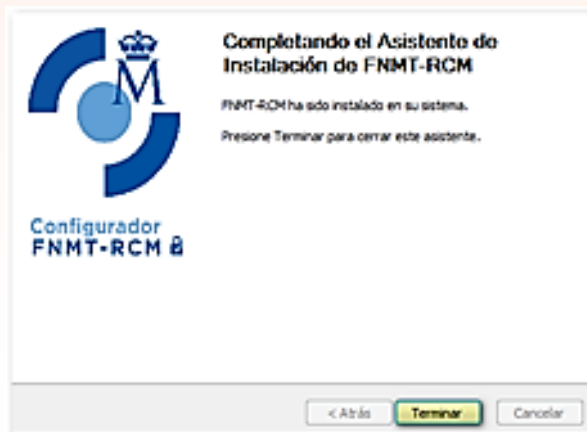 Completando el Asistente de
Instalación de FNMT-RCM
FNMT-RCM ha sido instalado en su sistema.
Presione Terminar para cerrar este asistente.
M
Configurador
FNMT-RCM
< Atrás
Terminar
Cancelar